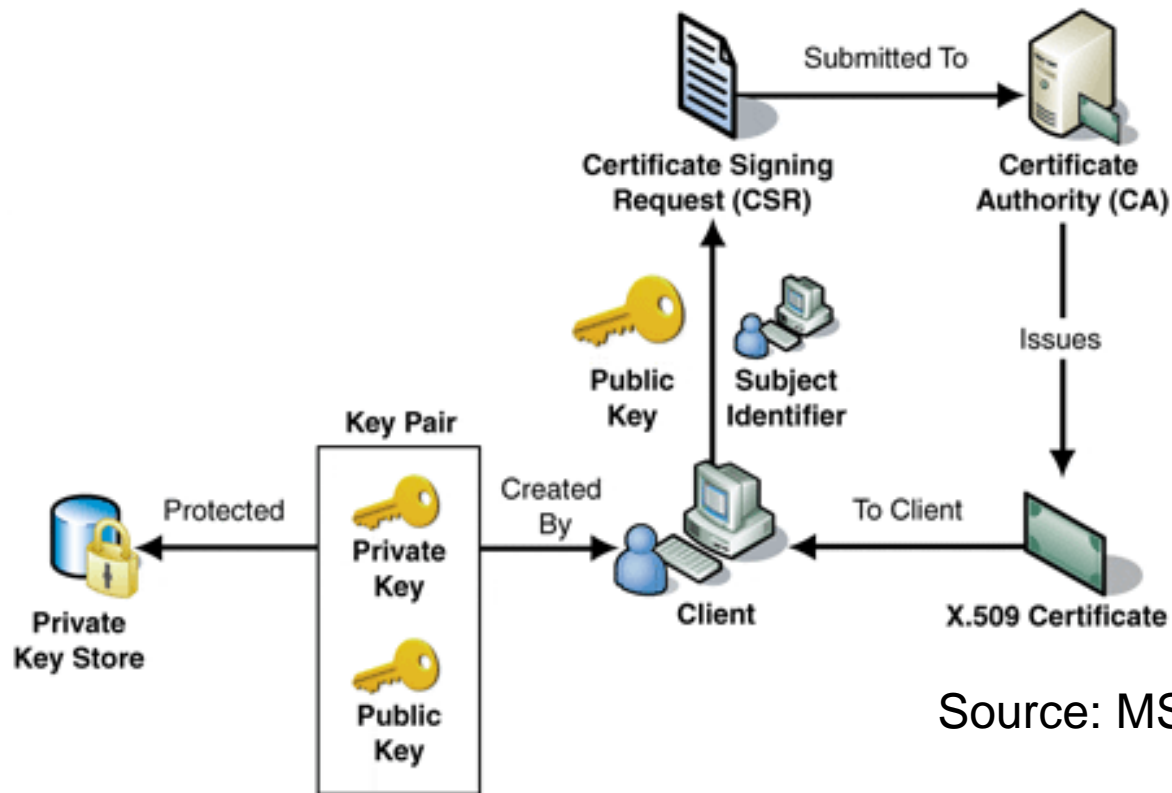 Submitted To
Certificate Signing
Request (CSR)
Certificate
Authority (CA)
Public
Key
Subject
Identifier
Issues
Key Pair
Protected
Private
Key
Created
By
To Client
Private
Key Store
Client
X.509 Certificate
Public
Key
Source: